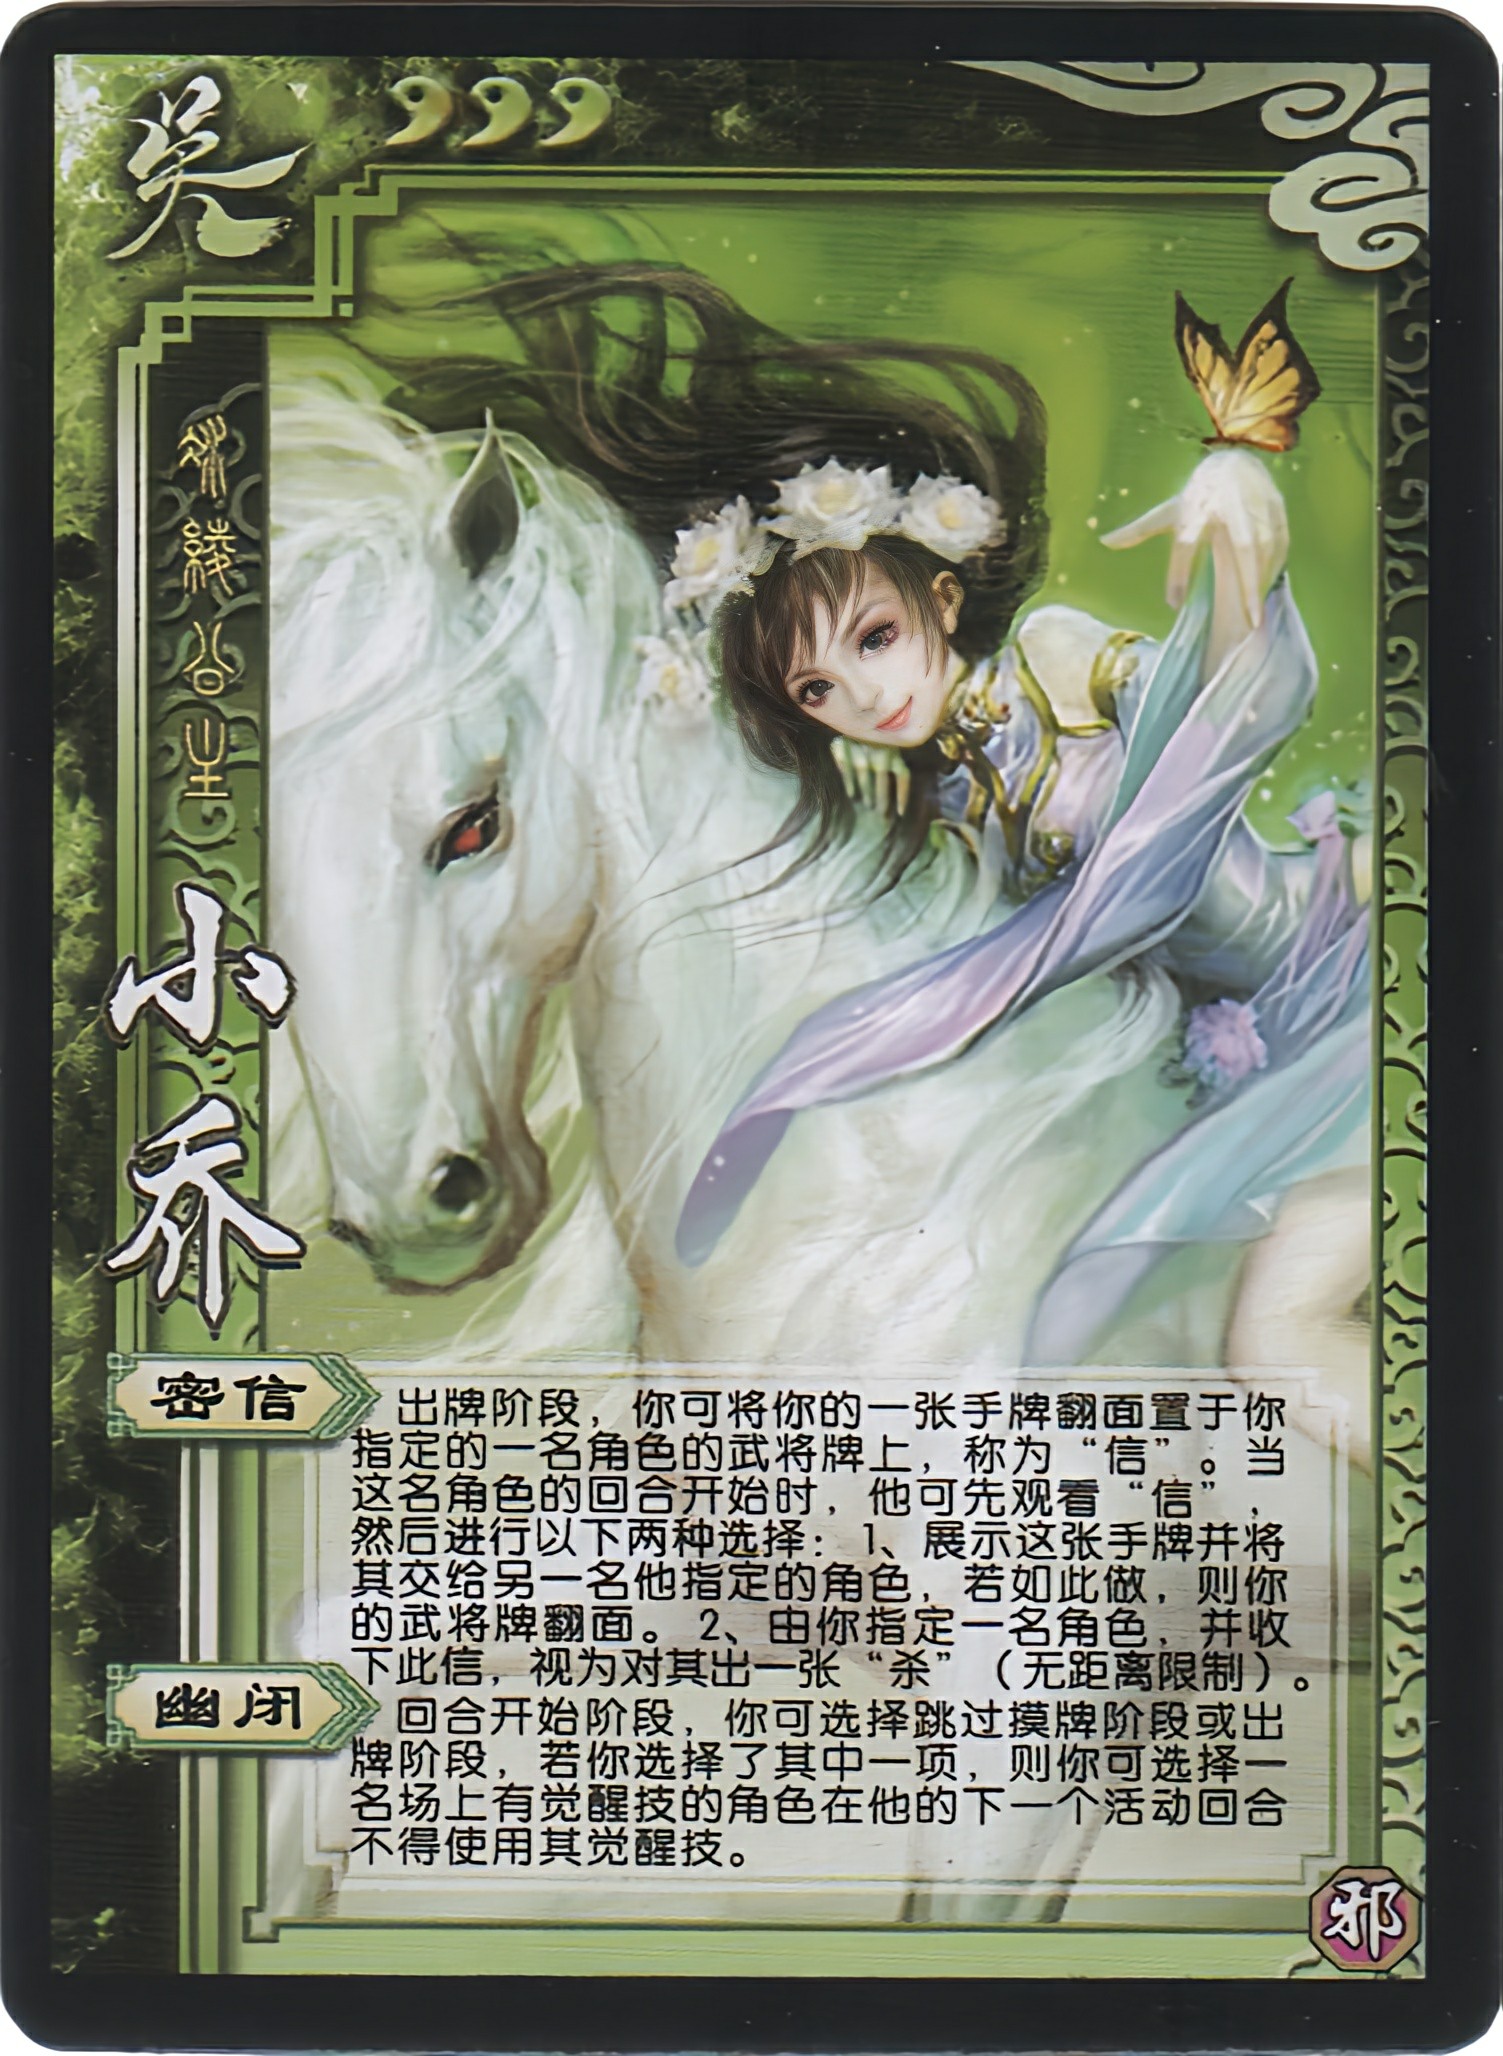 吴
永綾公主
小乔
密信
出牌阶段，你可将你的一张手牌翻面置于你
指定的一名角色的武将牌上，称为“信”。当
这名角色的回合开始时，他可先观看“信”，
然后进行以下两种选择：1、展示这张手牌并将
其交给另一名他指定的角色，若如此做，则你
的武将牌翻面。2、由你指定一名角色，并收
下此信，视为对其出一张“杀”（无距离限制）。
幽闭
回合开始阶段，你可选择跳过摸牌阶段或出
牌阶段，若你选择了其中一项，则你可选择一
名场上有觉醒技的角色在他的下一个活动回合
不得使用其觉醒技。
邪